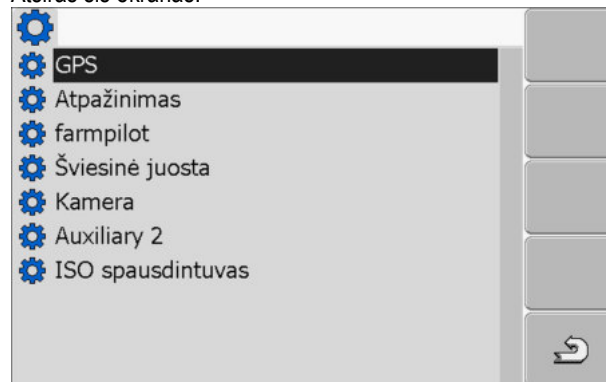 Atsiras šis ekranas:
GPS
Atpažinimas
farmpilot
Šviesinė juosta
Kamera
Auxiliary 2
ISO spausdintuvas